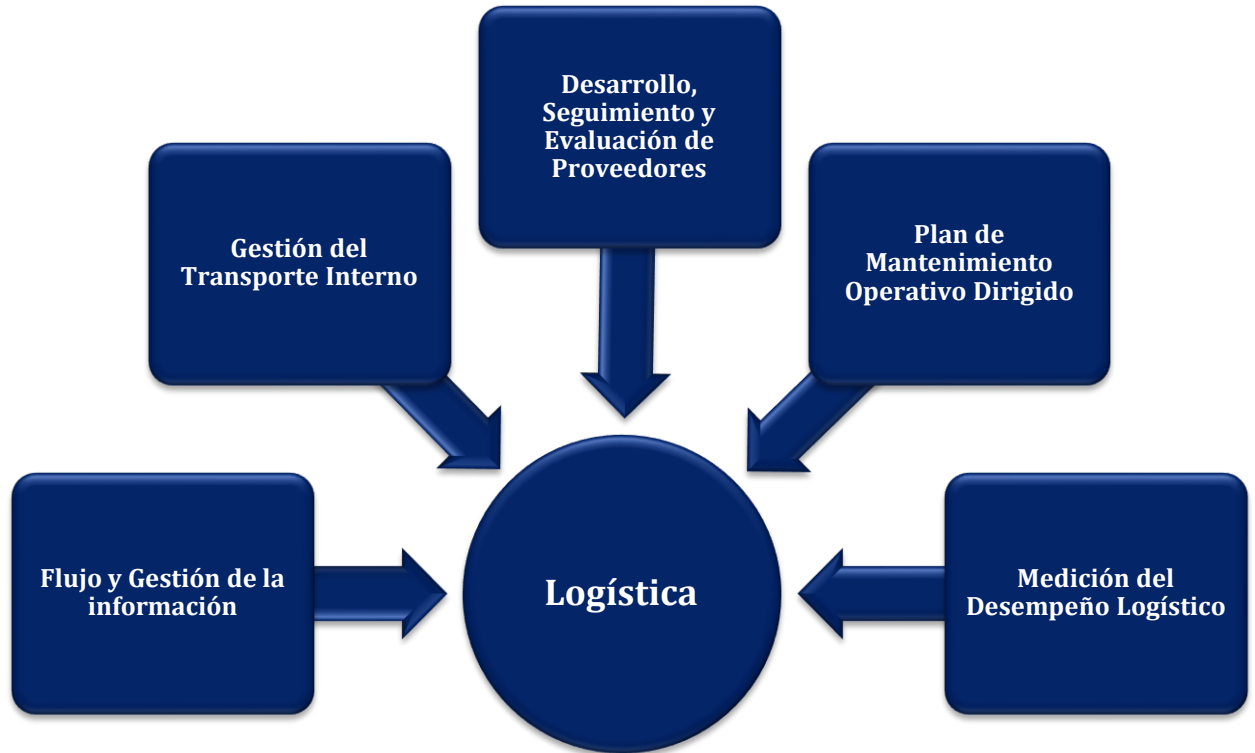 Desarrollo,
Seguimiento y
Evaluación de
Proveedores
Gestión del
Transporte Interno
Plan de
Mantenimiento
Operativo Dirigido
Flujo y Gestión de la
información
Logística
Medición del
Desempeño Logístico